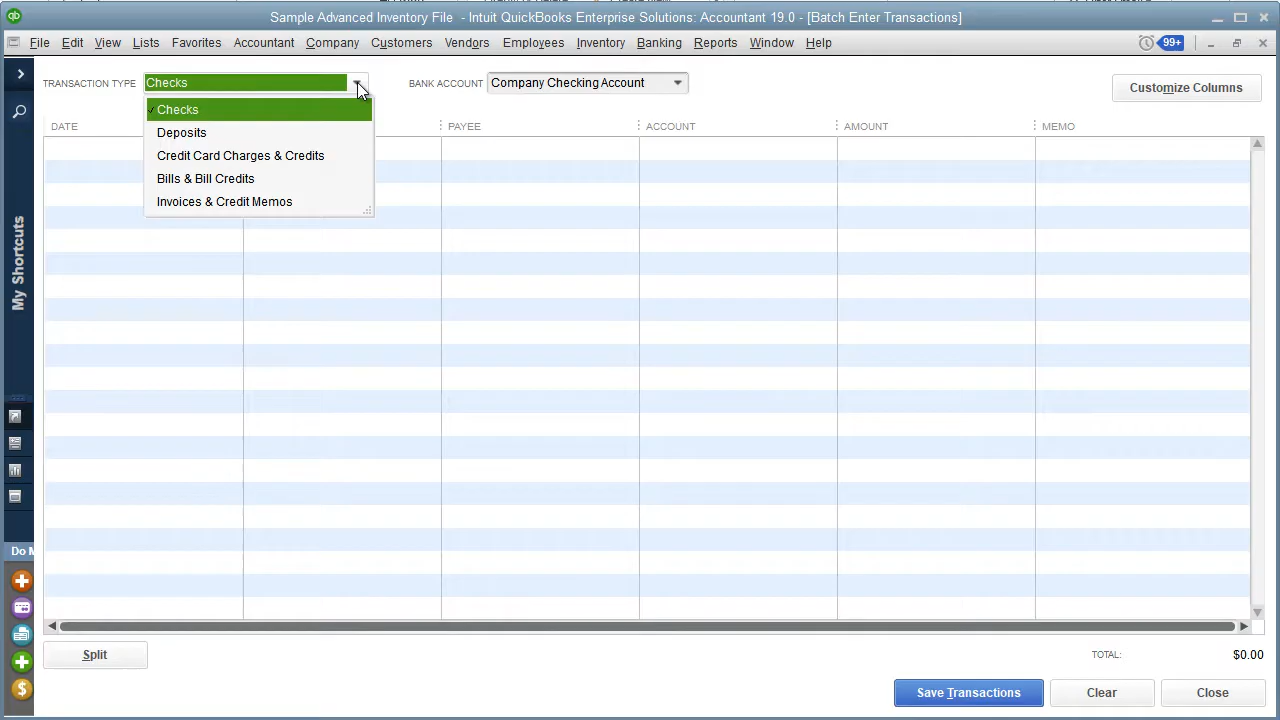 Sample Advanced Inventory File - Intuit QuickBooks Enterprise Solutions: Accountant 19.0 - [Batch Enter Transactions]
File Edit View Lists Favorites Accountant Company Customers Vendors Employees Inventory Banking Reports Window Help 99+
TRANSACTION TYPE Checks BANK ACCOUNT Company Checking Account Customize Columns
Checks
Deposits
Credit Card Charges & Credits
Bills & Bill Credits
Invoices & Credit Memos
DATE PAYEE ACCOUNT AMOUNT MEMO
My Shortcuts
Do M
Split TOTAL: $0.00
Save Transactions Clear Close